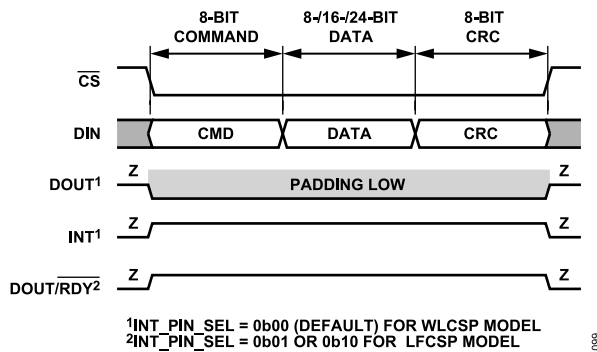 8-BIT COMMAND
8-/16-/24-BIT DATA
8-BIT CRC
CS
DIN
CMD
DATA
CRC
DOUT1
Z
PADDING LOW
Z
INT1
Z
Z
DOUT/RDY2
Z
Z
1INT_PIN_SEL = 0b00 (DEFAULT) FOR WLCSP MODEL
2INT_PIN_SEL = 0b01 OR 0b10 FOR LFCSP MODEL
099